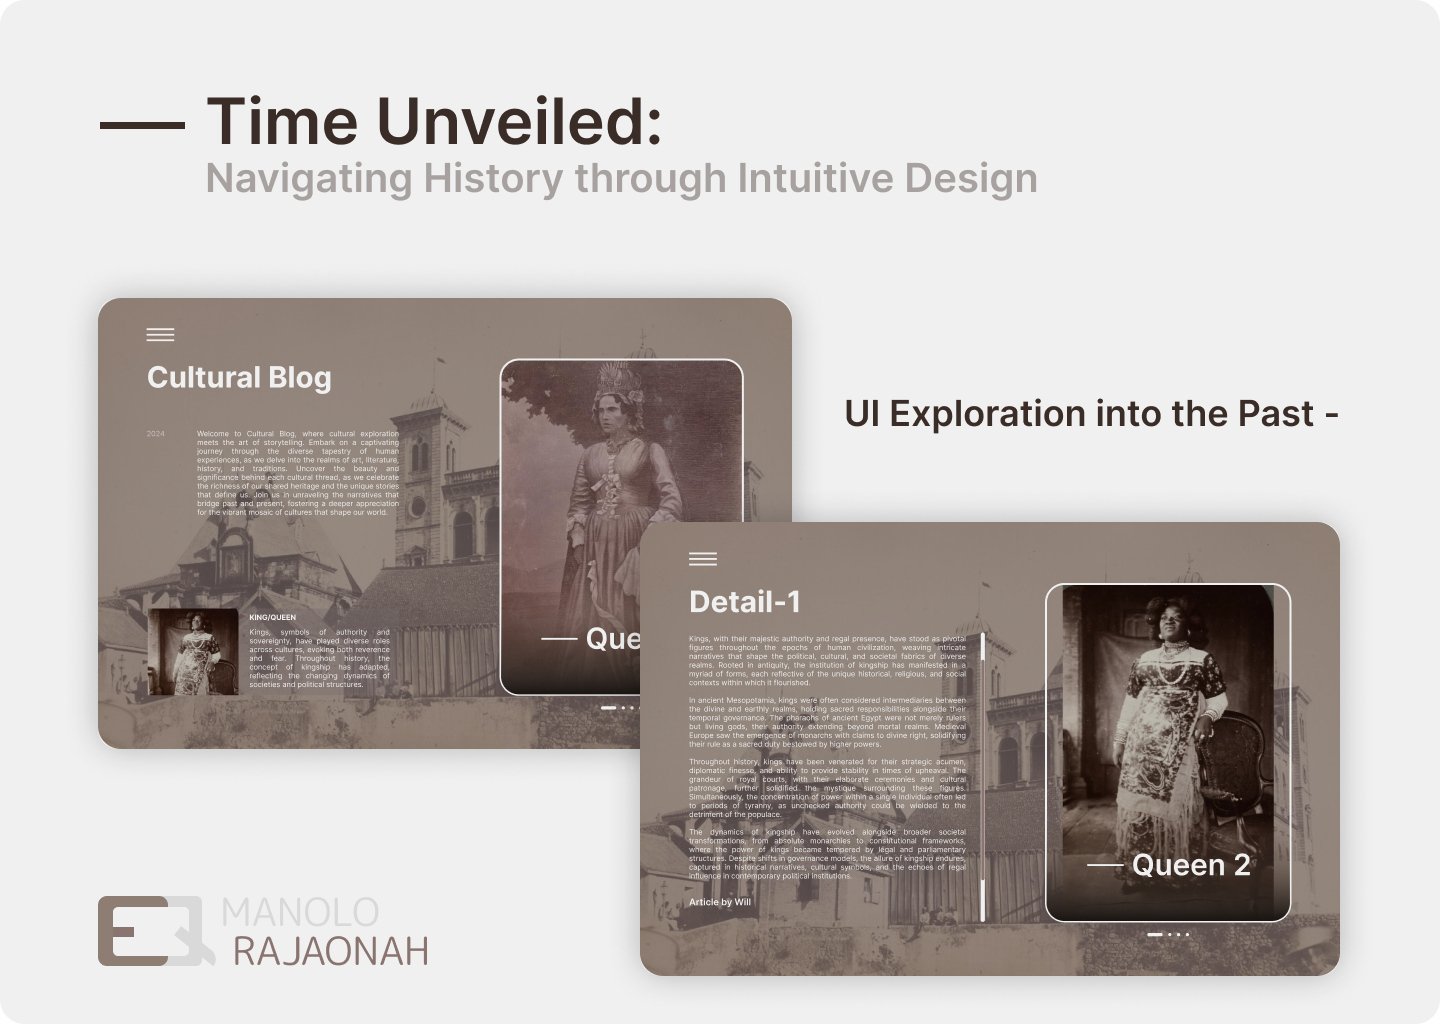 Time Unveiled:
Navigating History through Intuitive Design
Cultural Blog
2024
Welcome to Cultural Blog, where cultural exploration
meets the art of storytelling. Embark on a captivating
journey through the diverse tapestry of human
experiences, as we delve into the realms of art, literature,
history, and traditions. Uncover the beauty and
significance behind each cultural thread, as we celebrate
the richness of our shared heritage and the unique stories
that define us. Join us in unraveling the narratives that
bridge past and present, fostering a deeper appreciation
for the vibrant mosaic of cultures that shape our world.
KING/QUEEN
Kings, symbols of authority and
sovereignty, have played diverse roles
across cultures, evoking both reverence
and fear. Throughout history, the
concept of kingship has adapted,
reflecting the changing dynamics of
societies and political structures.
Que
UI Exploration into the Past -
Detail-1
Kings, with their majestic authority and regal presence, have stood as pivotal
figures throughout the epochs of human civilization, weaving intricate
narratives that shape the political, cultural, and societal fabrics of diverse
realms. Rooted in antiquity, the institution of kingship has manifested in a
myriad of forms, each reflective of the unique historical, religious, and social
contexts within which it flourished.
In ancient Mesopotamia, kings were often considered intermediaries between
the divine and earthly realms, holding sacred responsibilities alongside their
temporal governance. The pharaohs of ancient Egypt were not merely rulers
but living gods, their authority extending beyond mortal realms. Medieval
Europe saw the emergence of monarchs with claims to divine right, solidifying
their rule as a sacred duty bestowed by higher powers.
Throughout history, kings have been venerated for their strategic acumen,
diplomatic finesse, and ability to provide stability in times of upheaval. The
grandeur of royal courts, with their elaborate ceremonies and cultural
patronage, further solidified the mystique surrounding these figures.
Simultaneously, the concentration of power within a single individual often led
to periods of tyranny, as unchecked authority could be wielded to the
detriment of the populace.
The dynamics of kingship have evolved alongside broader societal
transformations, from absolute monarchies to constitutional frameworks,
where the power of kings became tempered by legal and parliamentary
structures. Despite shifts in governance models, the allure of kingship endures,
captured in historical narratives, cultural symbols, and the echoes of regal
influence in contemporary political institutions.
Article by Will
Queen 2
MANOLO
RAJAONAH